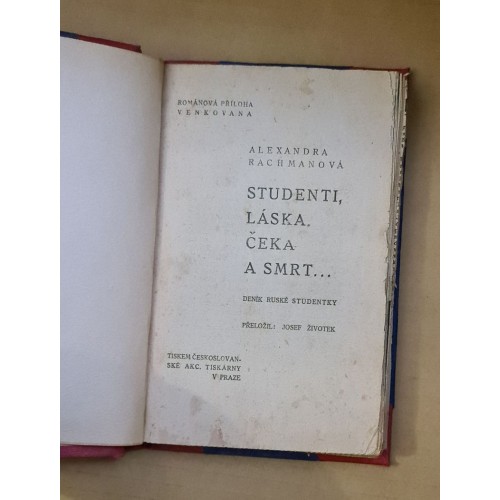 ROMÁNOVÁ PŘÍLOHA
VENKOVANA
ALEXANDRA
RACHMANOVÁ
STUDENTI,
LÁSKA.
ČEKA
A SMRT...
DENÍK RUSKÉ STUDENTKY
PŘELOŽIL: JOSEF ŽIVOTEK
TISKEM ČESKOSLOVAN-
SKÉ AKC. TISKÁRNY
V PRAZE